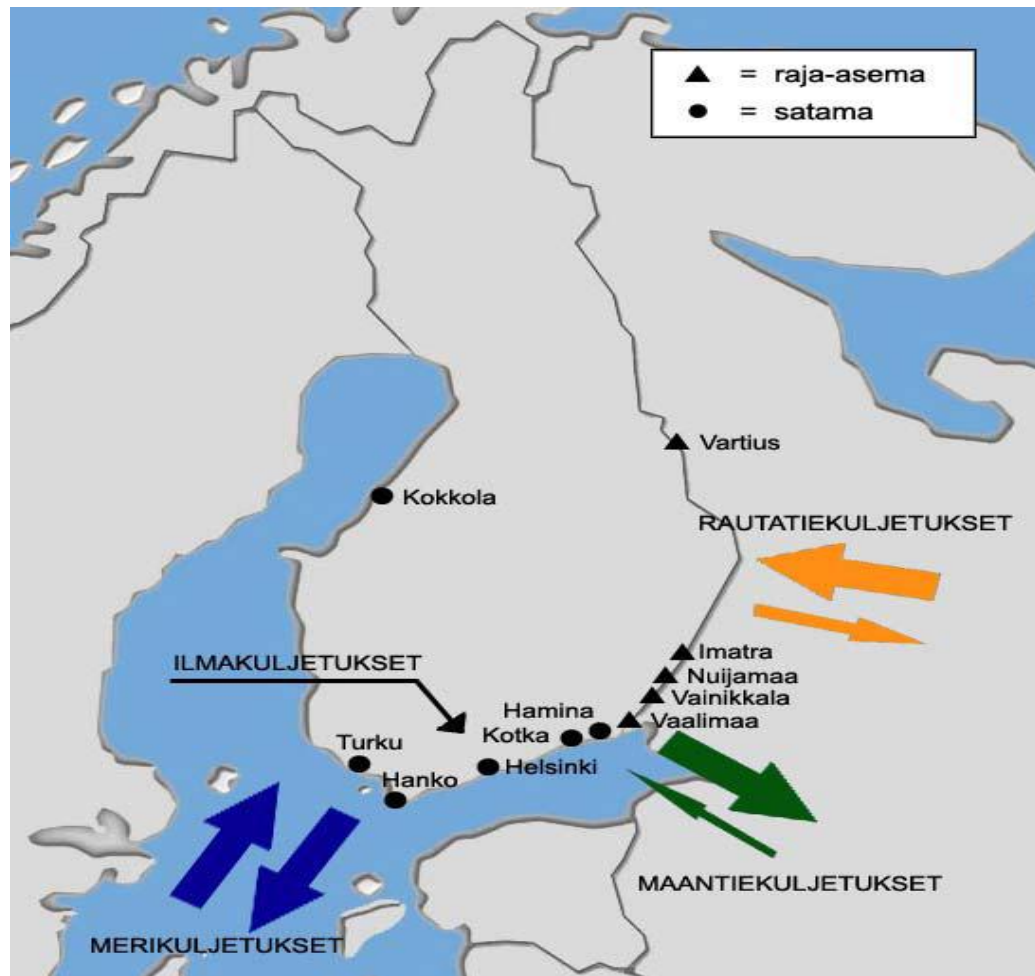 ▲ = raja-asema
● = satama
Vartius
Kokkola
RAUTATIEKULJETUKSET
Imatra
ILMAKULJETUKSET
Nuijamaa
Vainikkala
Hamina
Vaalimaa
Kotka
Turku
Helsinki
Hanko
MAANTIEKULJETUKSET
MERIKULJETUKSET